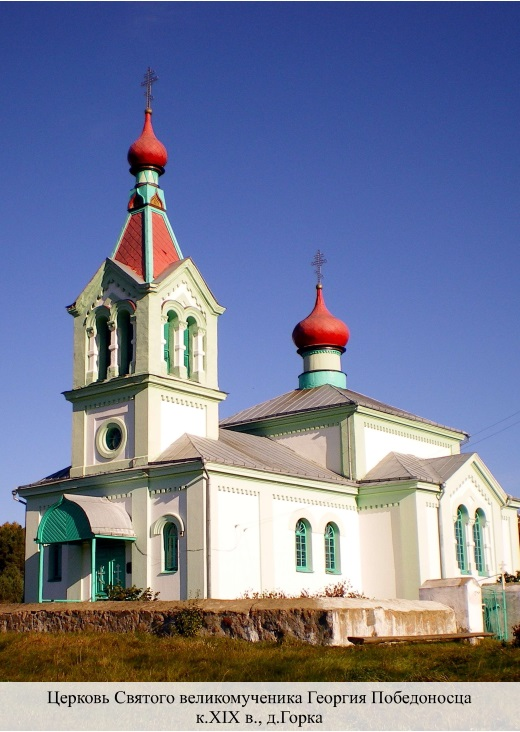 Церковь Святого великомученика Георгия Победоносца
к.XIX в., д.Горка